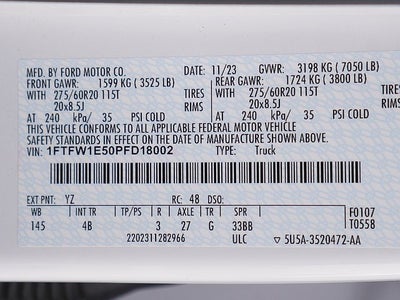 MFD. BY FORD MOTOR CO.
11/23 GVWR: 3198 KG ( 7050 LB)
FRONT GAWR: 1599 KG ( 3525 LB)
REAR GAWR: 1724 KG ( 3800 LB)
WITH 275/60R20 115T TIRES WITH 275/60R20 115T TIRES
20x8.5J RIMS 20x8.5J RIMS
AT 240 kPa/ 35 PSI COLD AT 240 kPa/ 35 PSI COLD
THIS VEHICLE CONFORMS TO ALL APPLICABLE FEDERAL MOTOR VEHICLE
SAFETY STANDARDS IN EFFECT ON THE DATE OF MANUFACTURE SHOWN ABOVE.
VIN: 1FTFW1E50PFD18002 TYPE: Truck
EXT PNT: YZ RC: 48 DSO: F0107
WB INT TR TP/PS R AXLE TR SPR T0558
145 4B 3 27 G 33BB
2202311282966 ULC 5U5A-3520472-AA